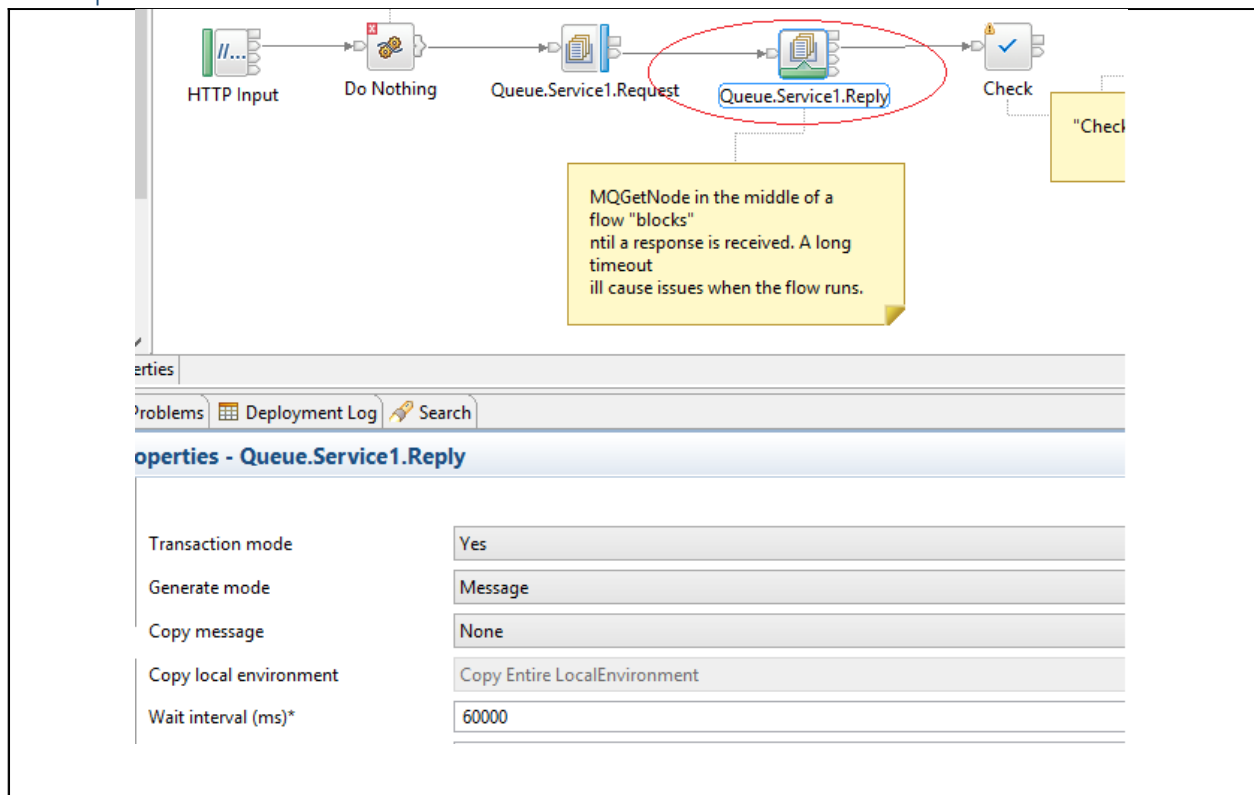 //...
HTTP Input
Do Nothing
Queue.Service1.Request
Queue.Service1.Reply
Check
"Check
MQGetNode in the middle of a
flow "blocks"
ntil a response is received. A long
timeout
ill cause issues when the flow runs.
erties
Problems
Deployment Log
Search
operties - Queue.Service1.Reply
Transaction mode
Yes
Generate mode
Message
Copy message
None
Copy local environment
Copy Entire LocalEnvironment
Wait interval (ms)*
60000